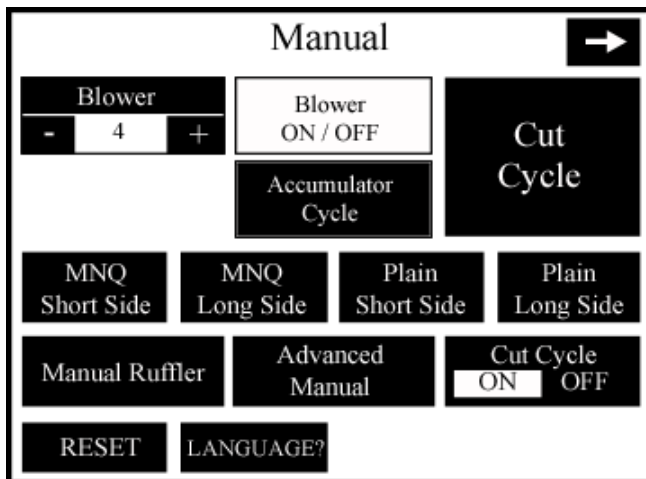 Manual
Blower
- 4 +
Blower
ON / OFF
Cut
Cycle
Accumulator
Cycle
MNQ
Short Side
MNQ
Long Side
Plain
Short Side
Plain
Long Side
Manual Ruffler
Advanced
Manual
Cut Cycle
ON OFF
RESET
LANGUAGE?